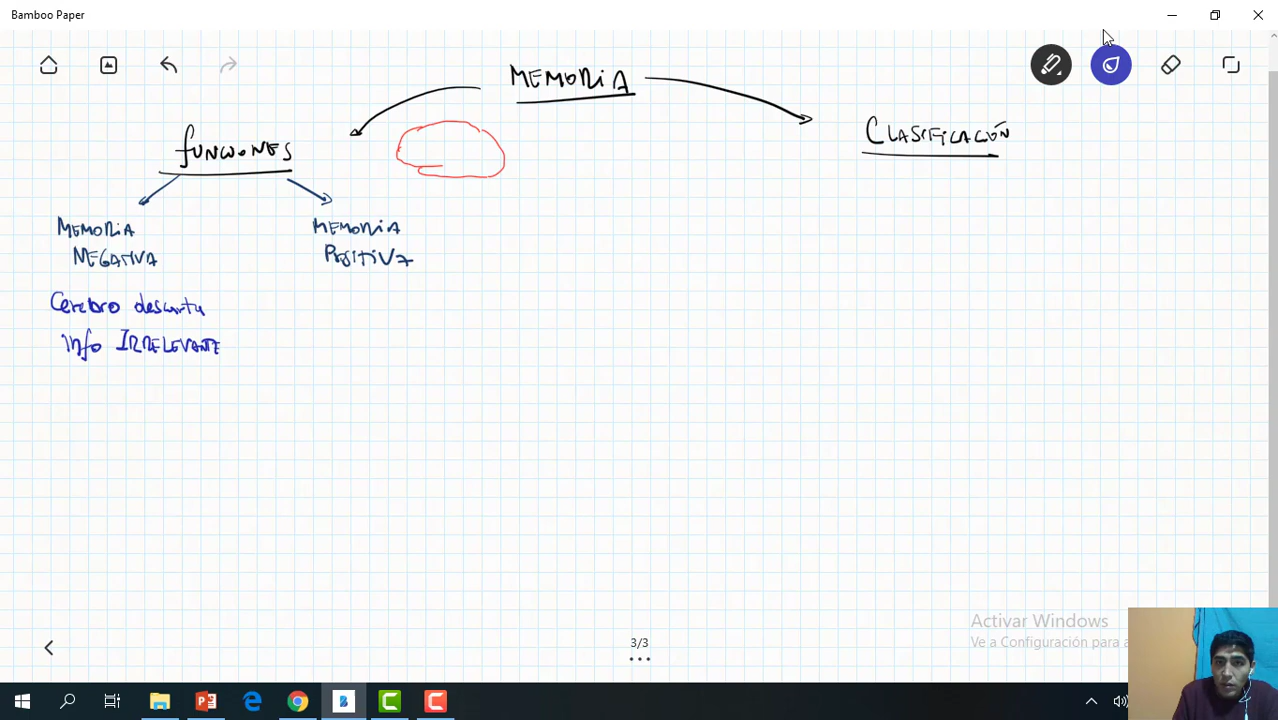 Bamboo Paper
MEMORiA
Clasificación
funciones
MEMORiA
NEGATIVA
MEMORiA
POSITIVA
Cerebro descarta
info IRRELEVANTE
Activar Windows
Ve a Configuración para a
3/3